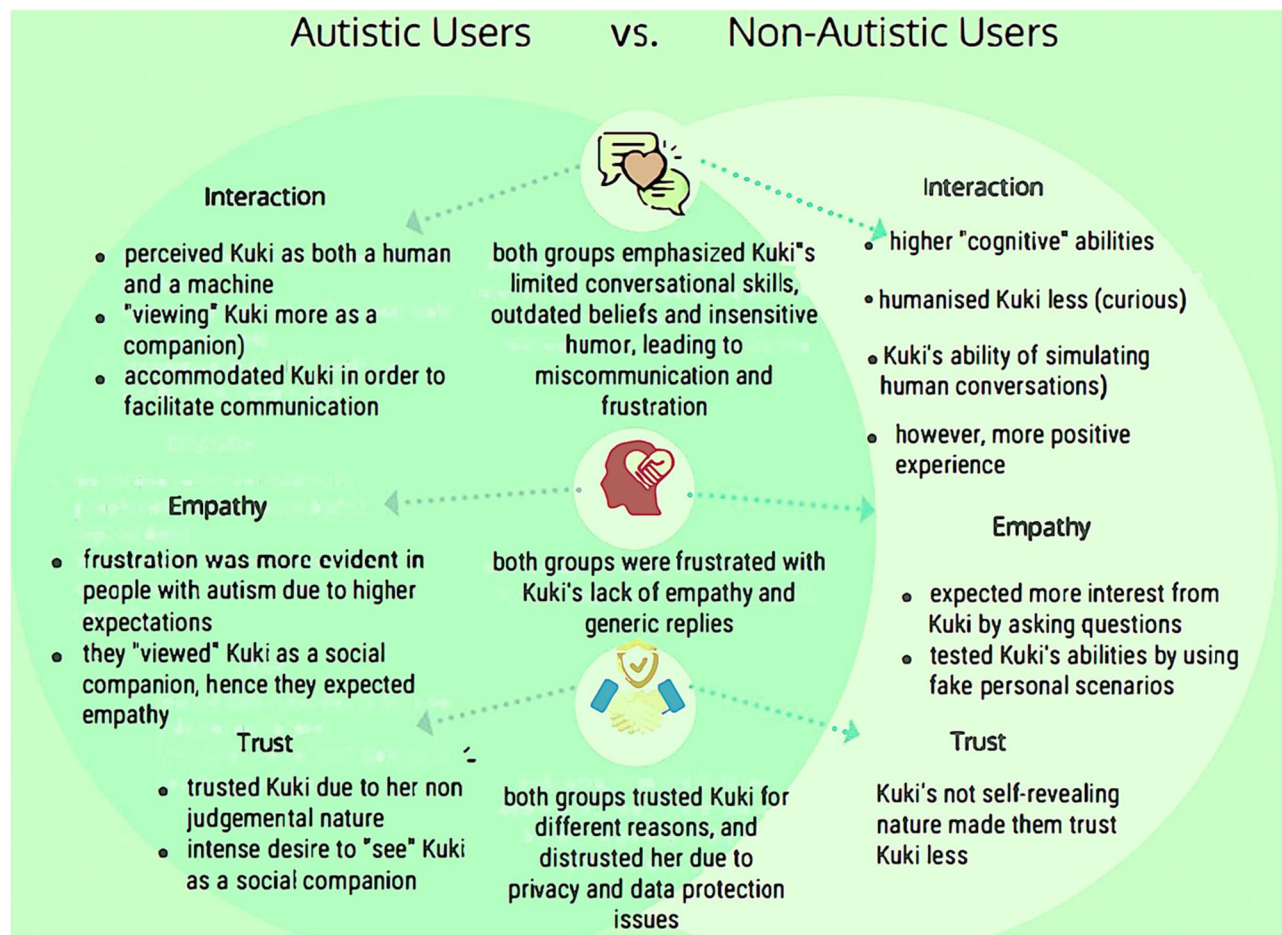 Autistic Users vs. Non-Autistic Users
Interaction
perceived Kuki as both a human
and a machine
"viewing" Kuki more as a
companion)
accommodated Kuki in order to
facilitate communication
both groups emphasized Kuki"s
limited conversational skills,
outdated beliefs and insensitive
humor, leading to
miscommunication and
frustration
Interaction
higher "cognitive" abilities
humanised Kuki less (curious)
Kuki's ability of simulating
human conversations)
however, more positive
experience
Empathy
frustration was more evident in
people with autism due to higher
expectations
they "viewed" Kuki as a social
companion, hence they expected
empathy
both groups were frustrated with
Kuki's lack of empathy and
generic replies
Empathy
expected more interest from
Kuki by asking questions
tested Kuki's abilities by using
fake personal scenarios
Trust
trusted Kuki due to her non
judgemental nature
intense desire to "see" Kuki
as a social companion
both groups trusted Kuki for
different reasons, and
distrusted her due to
privacy and data protection
issues
Trust
Kuki's not self-revealing
nature made them trust
Kuki less